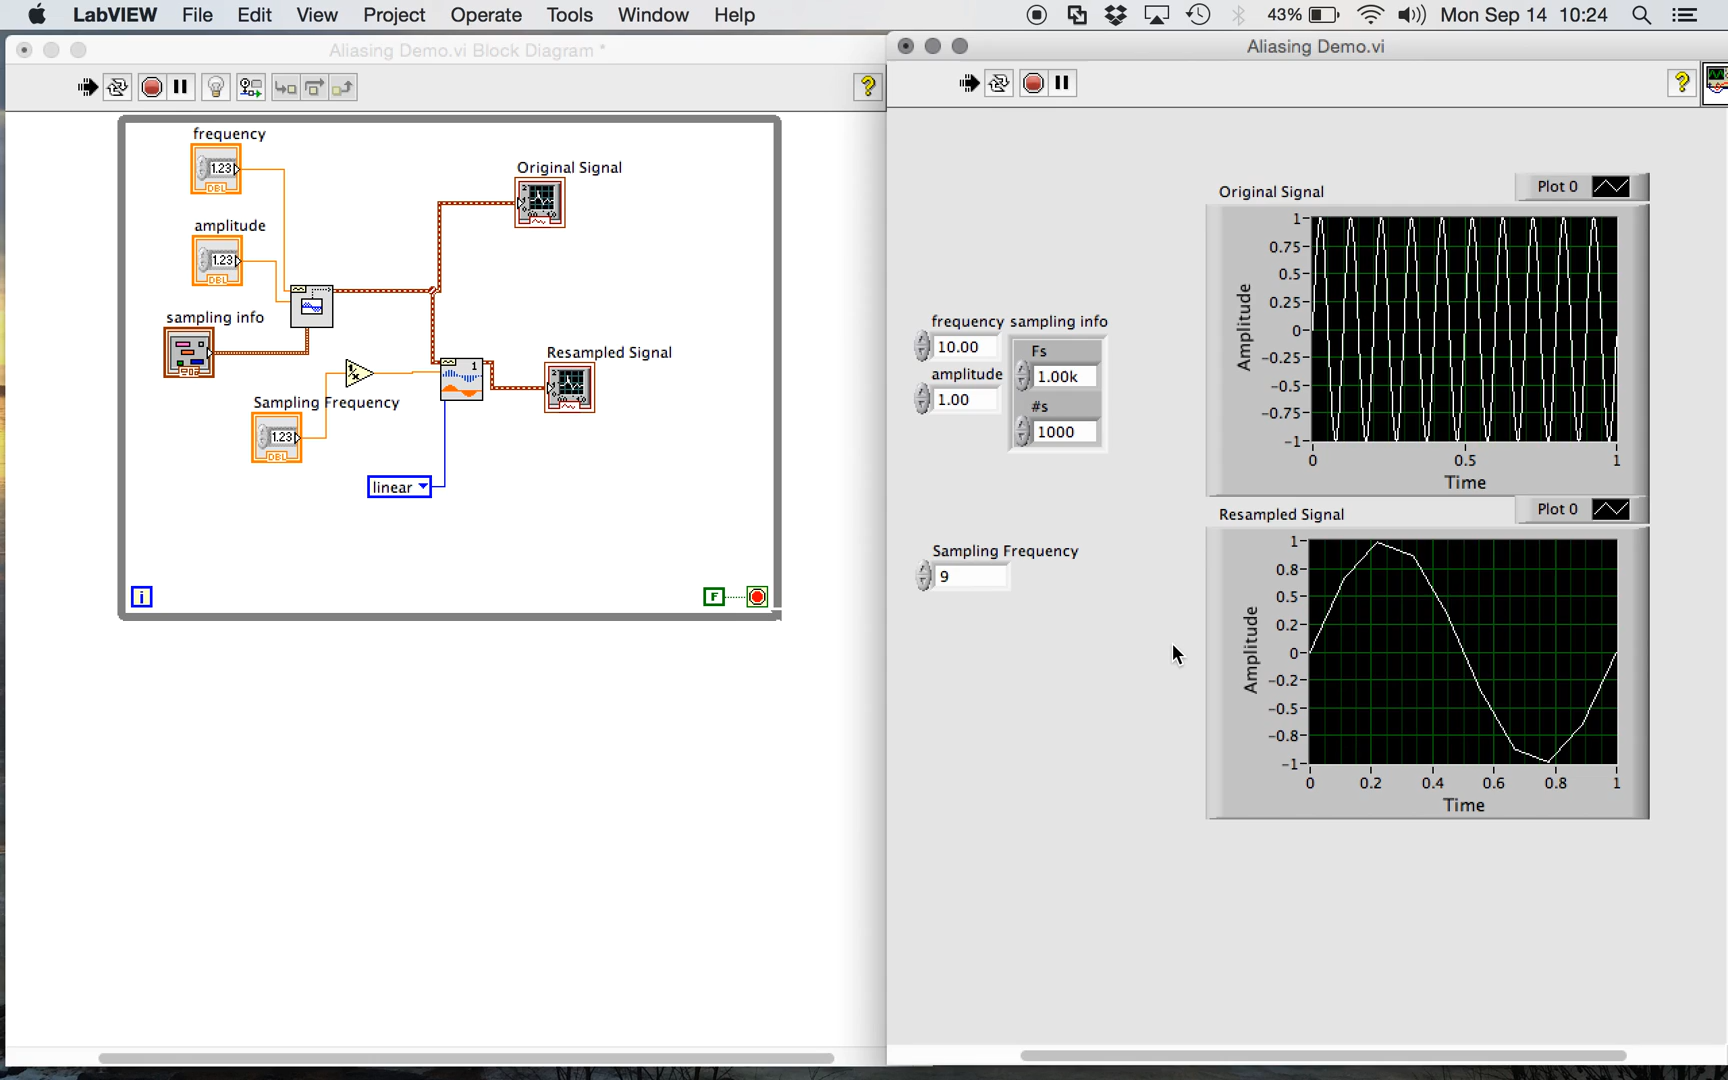 LabVIEW File Edit View Project Operate Tools Window Help 43% Mon Sep 14 10:24
Aliasing Demo.vi Block Diagram *
?
frequency
1.23
DBL
amplitude
1.23
DBL
sampling info
Sampling Frequency
1.23
DBL
Original Signal
Resampled Signal
1
linear
i
F
Aliasing Demo.vi
?
frequency
10.00
amplitude
1.00
sampling info
Fs
1.00k
#s
1000
Sampling Frequency
9
Original Signal
Plot 0
1
0.75
0.5
0.25
0
-0.25
-0.5
-0.75
-1
Amplitude
0 0.5 1
Time
Resampled Signal
Plot 0
1
0.8
0.5
0.2
0
-0.2
-0.5
-0.8
-1
Amplitude
0 0.2 0.4 0.6 0.8 1
Time